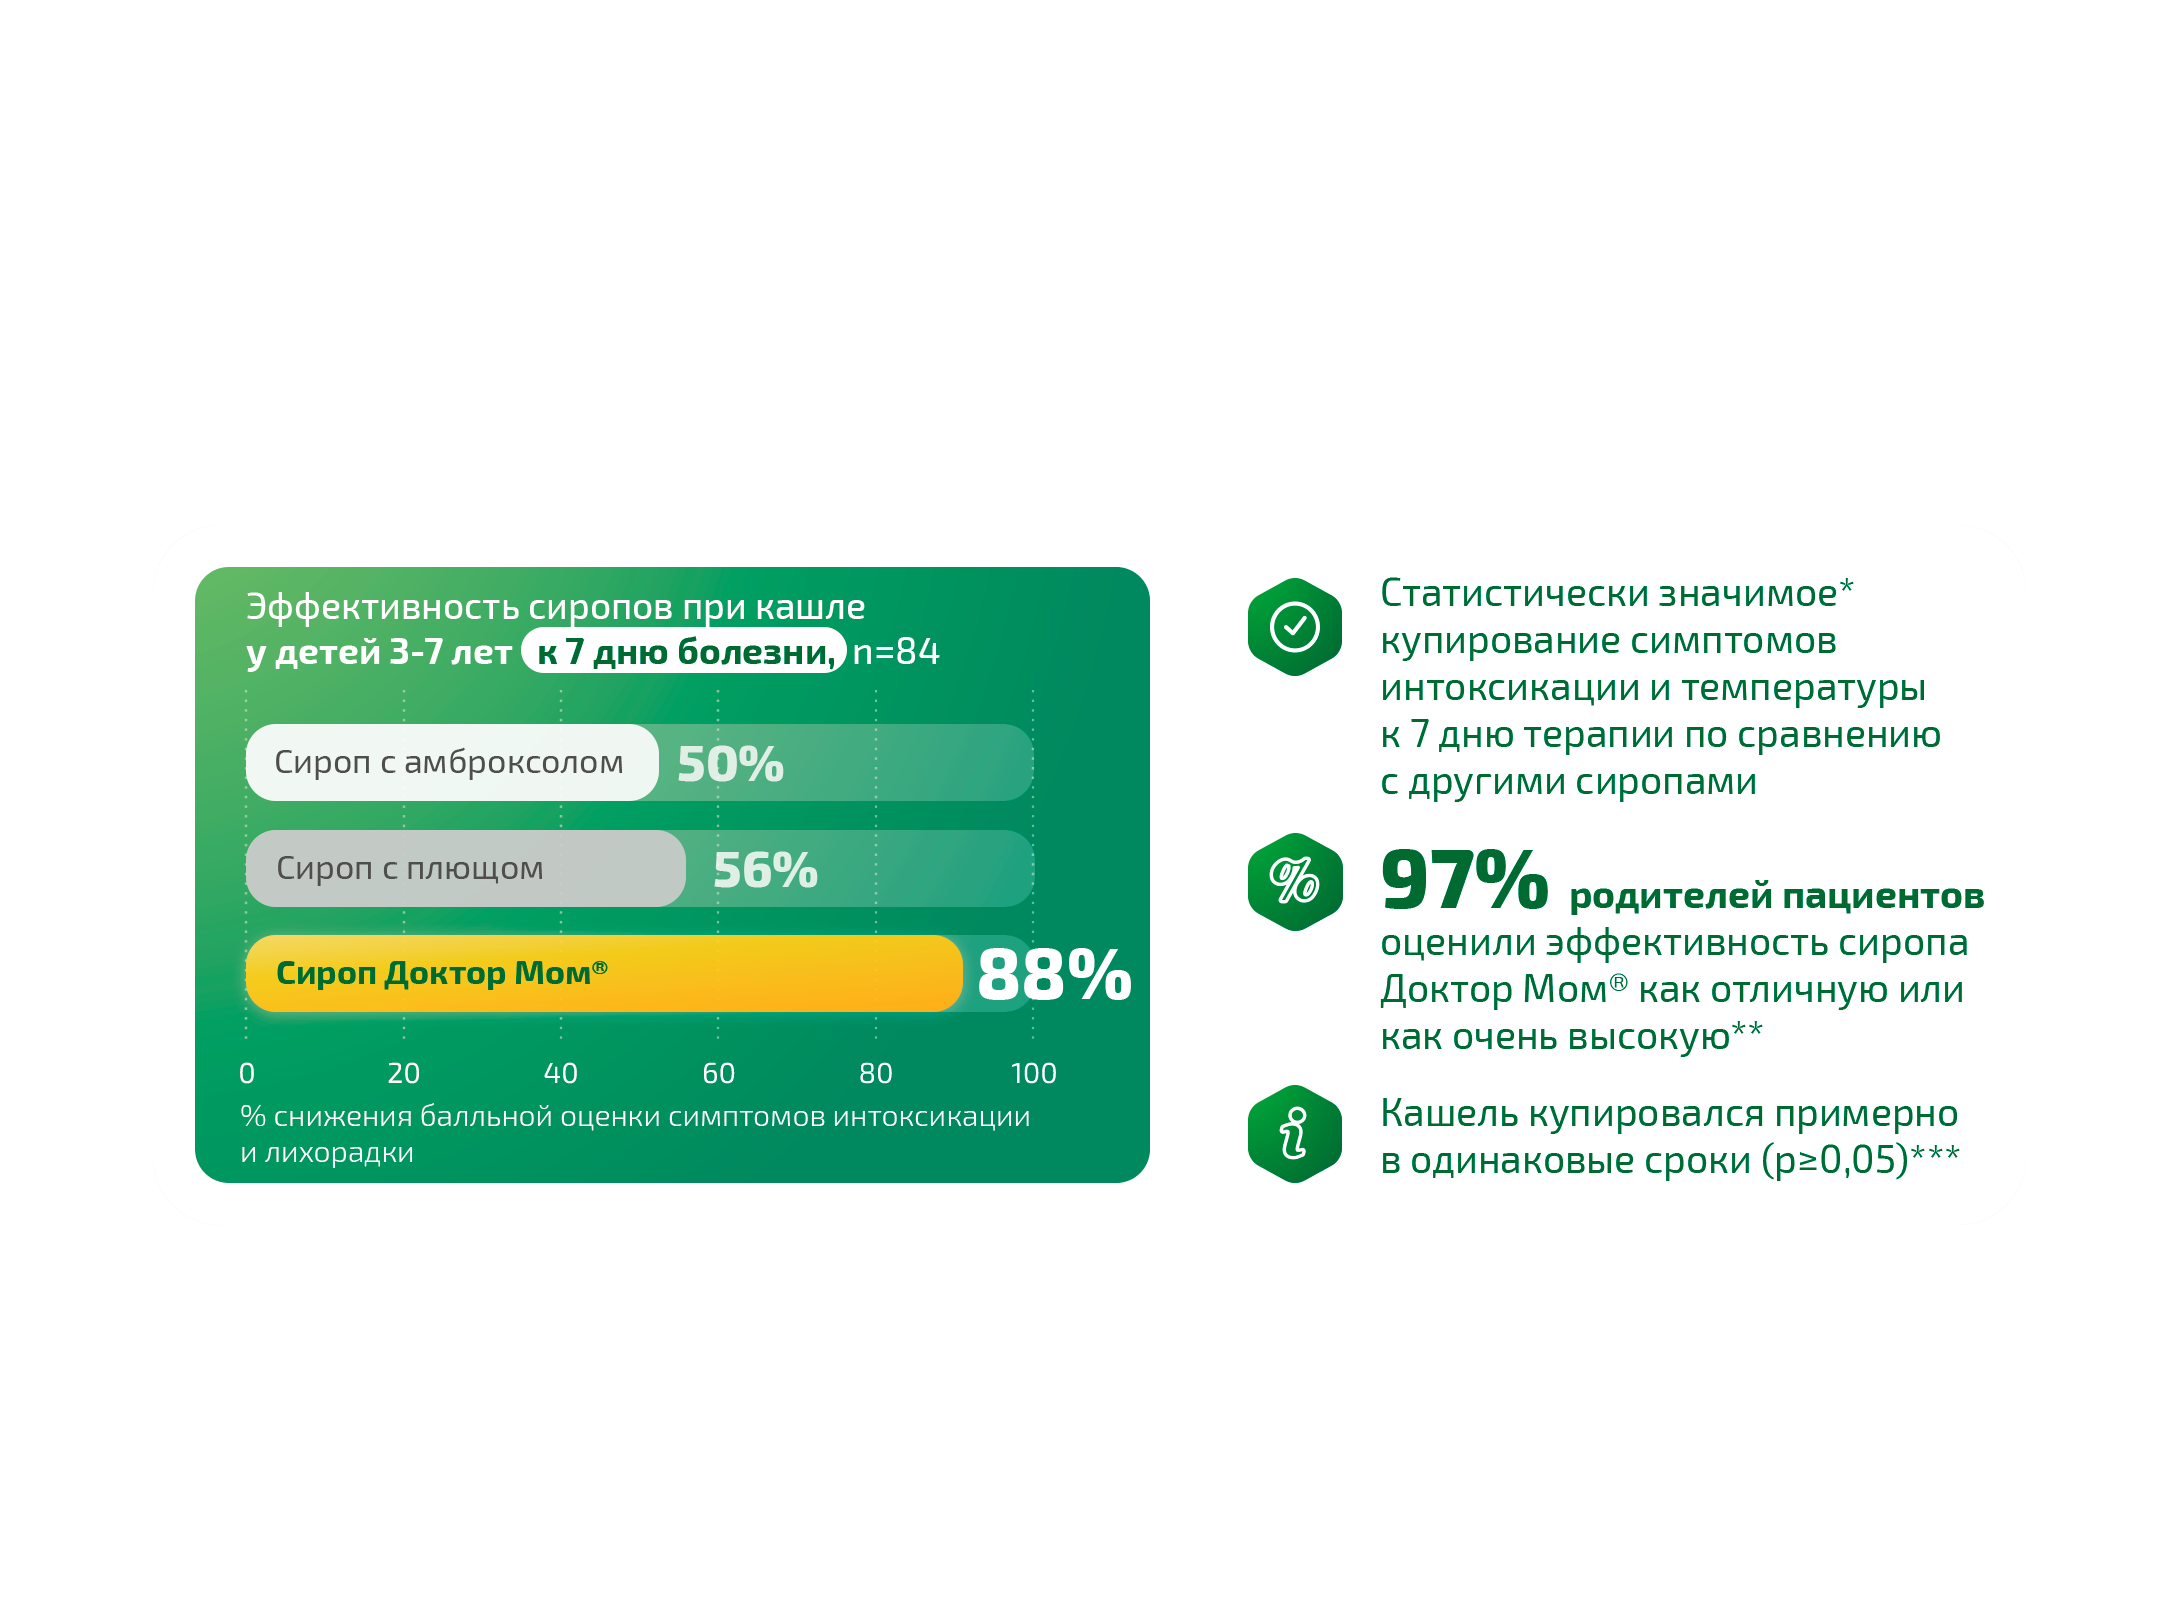 Эффективность сиропов при кашле
у детей 3-7 лет к 7 дню болезни, n=84
Сироп с амброксолом 50%
Сироп с плющом 56%
Сироп Доктор Мом® 88%
0 20 40 60 80 100
% снижения балльной оценки симптомов интоксикации
и лихорадки
Статистически значимое*
купирование симптомов
интоксикации и температуры
к 7 дню терапии по сравнению
с другими сиропами
97% родителей пациентов
оценили эффективность сиропа
Доктор Мом® как отличную или
как очень высокую**
Кашель купировался примерно
в одинаковые сроки (p≥0,05)***